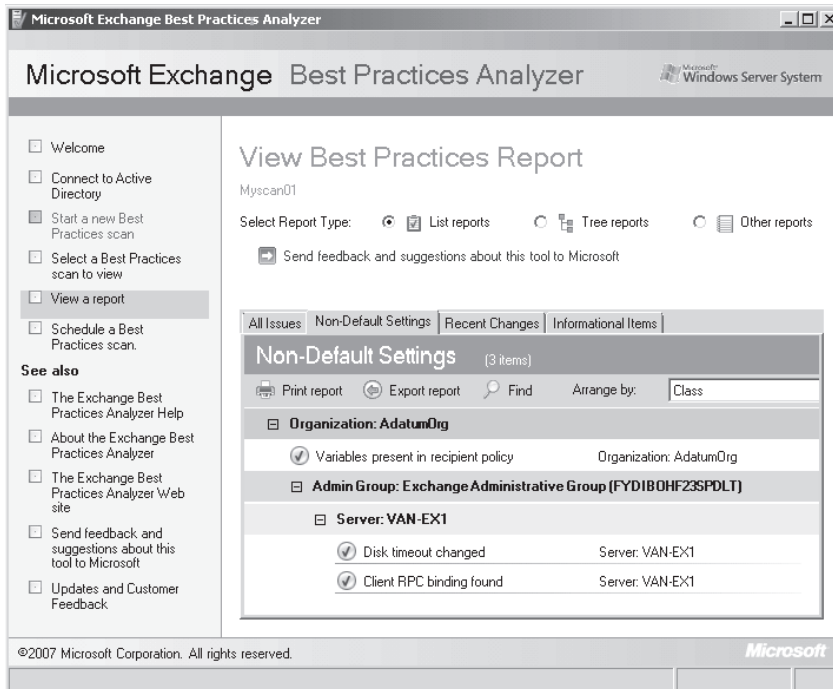 Microsoft Exchange Best Practices Analyzer
Microsoft Exchange Best Practices Analyzer
Microsoft
Windows Server System
Welcome
Connect to Active
Directory
Start a new Best
Practices scan
Select a Best Practices
scan to view
View a report
Schedule a Best
Practices scan.
See also
The Exchange Best
Practices Analyzer Help
About the Exchange Best
Practices Analyzer
The Exchange Best
Practices Analyzer Web
site
Send feedback and
suggestions about this
tool to Microsoft
Updates and Customer
Feedback
View Best Practices Report
Myscan01
Select Report Type: List reports Tree reports Other reports
Send feedback and suggestions about this tool to Microsoft
All Issues Non-Default Settings Recent Changes Informational Items
Non-Default Settings (3 items)
Print report Export report Find Arrange by: Class
Organization: AdatumOrg
Variables present in recipient policy Organization: AdatumOrg
Admin Group: Exchange Administrative Group (FYDIBOHF23SPDLT)
Server: VAN-EX1
Disk timeout changed Server: VAN-EX1
Client RPC binding found Server: VAN-EX1
©2007 Microsoft Corporation. All rights reserved.
Microsoft